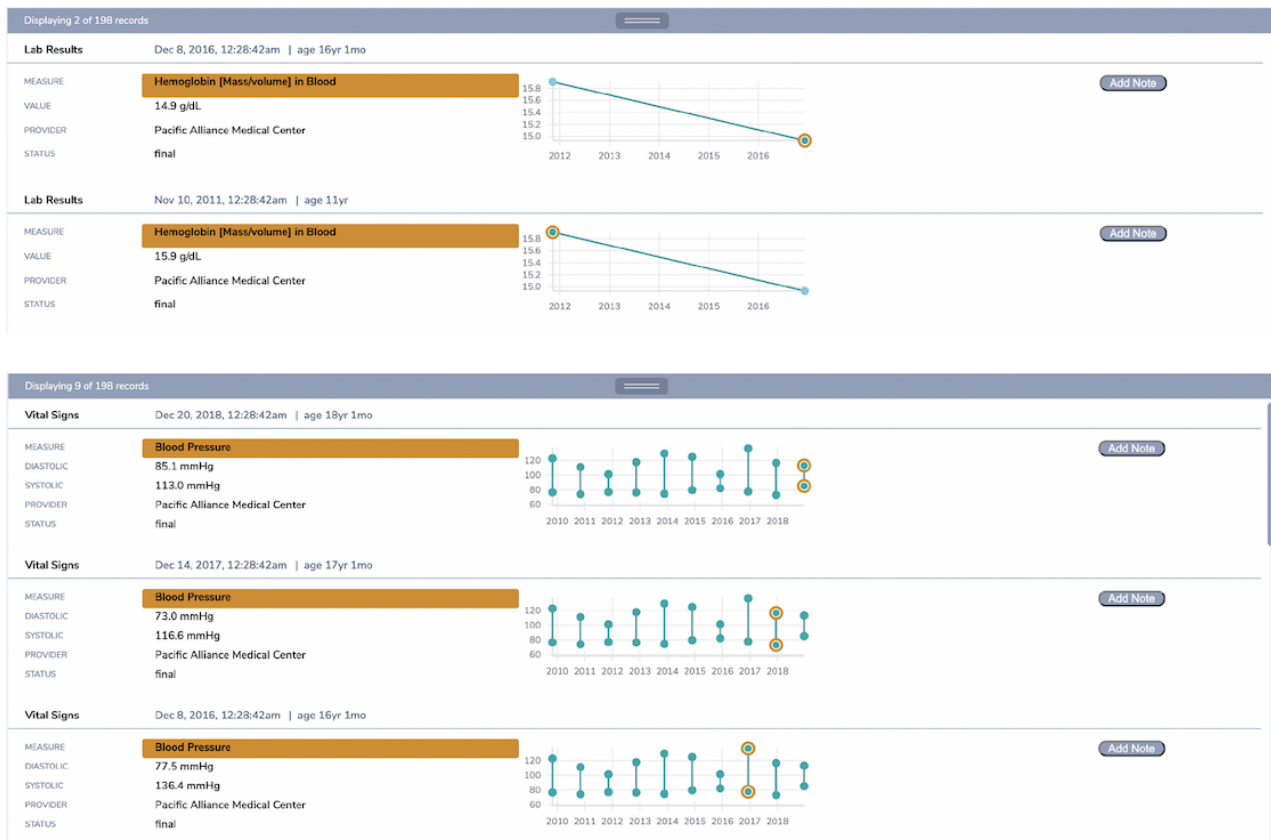 Displaying 2 of 198 records
Lab Results Dec 8, 2016, 12:28:42am | age 16yr 1mo
MEASURE Hemoglobin [Mass/volume] in Blood Add Note
VALUE 14.9 g/dL
PROVIDER Pacific Alliance Medical Center
STATUS final
15.8
15.6
15.4
15.2
15.0
2012 2013 2014 2015 2016
Lab Results Nov 10, 2011, 12:28:42am | age 11yr
MEASURE Hemoglobin [Mass/volume] in Blood Add Note
VALUE 15.9 g/dL
PROVIDER Pacific Alliance Medical Center
STATUS final
15.8
15.6
15.4
15.2
15.0
2012 2013 2014 2015 2016
Displaying 9 of 198 records
Vital Signs Dec 20, 2018, 12:28:42am | age 18yr 1mo
MEASURE Blood Pressure Add Note
DIASTOLIC 85.1 mmHg
SYSTOLIC 113.0 mmHg
PROVIDER Pacific Alliance Medical Center
STATUS final
120
100
80
60
2010 2011 2012 2013 2014 2015 2016 2017 2018
Vital Signs Dec 14, 2017, 12:28:42am | age 17yr 1mo
MEASURE Blood Pressure Add Note
DIASTOLIC 73.0 mmHg
SYSTOLIC 116.6 mmHg
PROVIDER Pacific Alliance Medical Center
STATUS final
120
100
80
60
2010 2011 2012 2013 2014 2015 2016 2017 2018
Vital Signs Dec 8, 2016, 12:28:42am | age 16yr 1mo
MEASURE Blood Pressure Add Note
DIASTOLIC 77.5 mmHg
SYSTOLIC 136.4 mmHg
PROVIDER Pacific Alliance Medical Center
STATUS final
120
100
80
60
2010 2011 2012 2013 2014 2015 2016 2017 2018